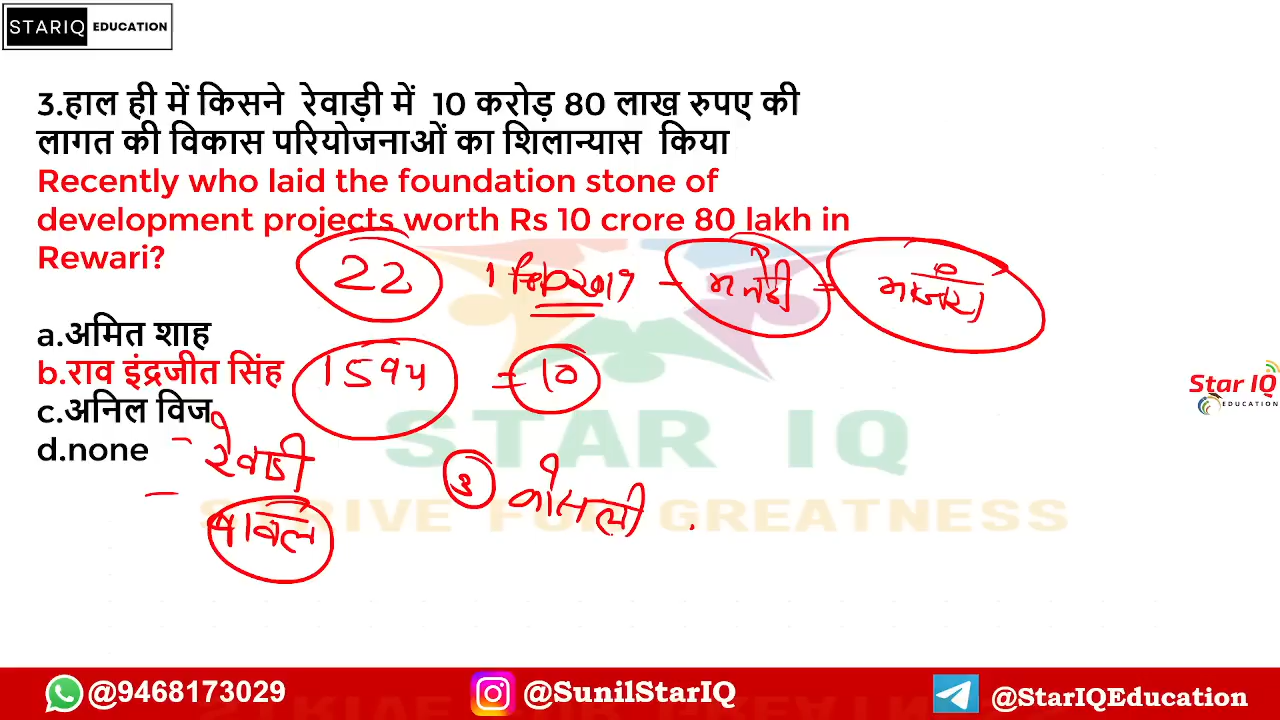 STARIQ EDUCATION
3.हाल ही में किसने रेवाड़ी में 10 करोड़ 80 लाख रुपए की
लागत की विकास परियोजनाओं का शिलान्यास किया
Recently who laid the foundation stone of
development projects worth Rs 10 crore 80 lakh in
Rewari?
22
a.अमित शाह
b.राव इंद्रजीत सिंह
1594 = 10
c.अनिल विज
d.none
- रेवाडी
3 कोसली
- बावल
STAR IQ
STRIVE FOR GREATNESS
Star IQ
EDUCATION
@9468173029 @SunilStarIQ @StarIQEducation